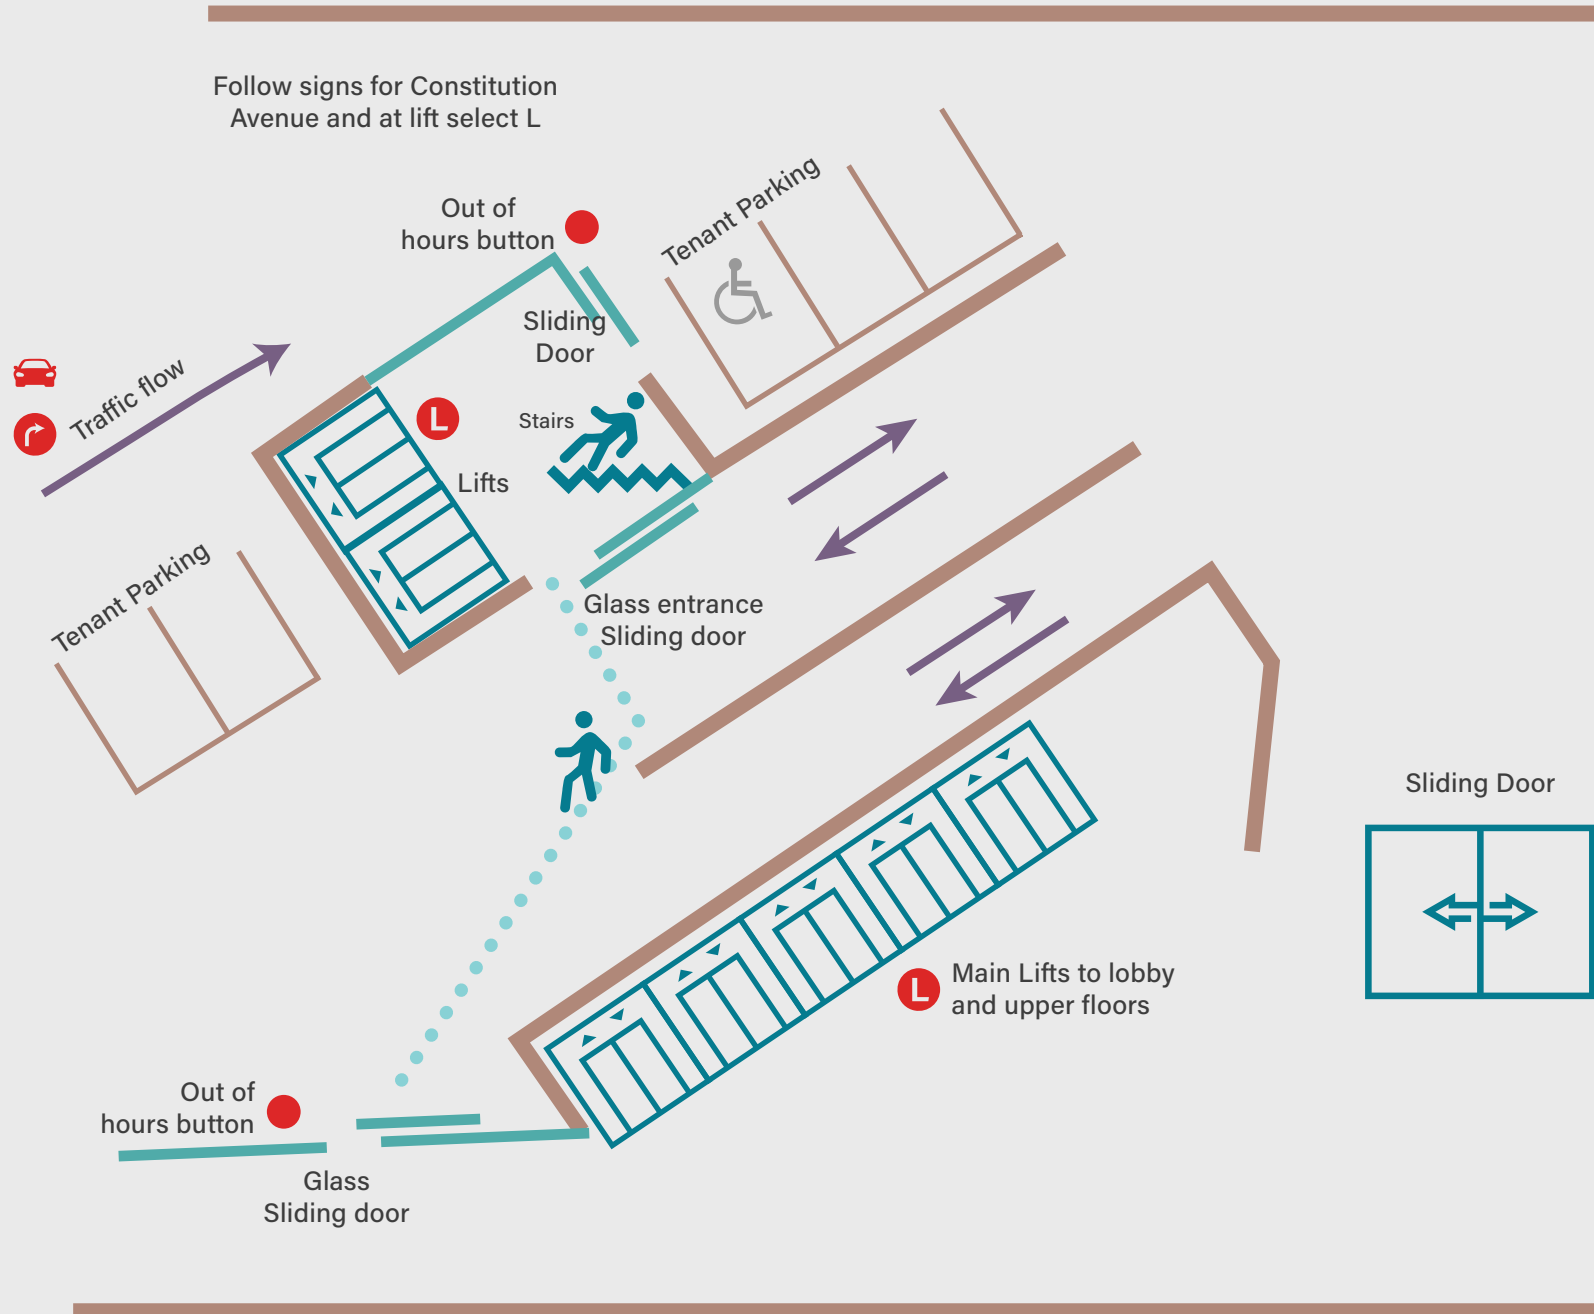 Follow signs for Constitution
Avenue and at lift select L
Out of
hours button
Tenant Parking
Sliding
Door
Traffic flow
L
Stairs
Lifts
Tenant Parking
Glass entrance
Sliding door
Sliding Door
L
Main Lifts to lobby
and upper floors
Out of
hours button
Glass
Sliding door